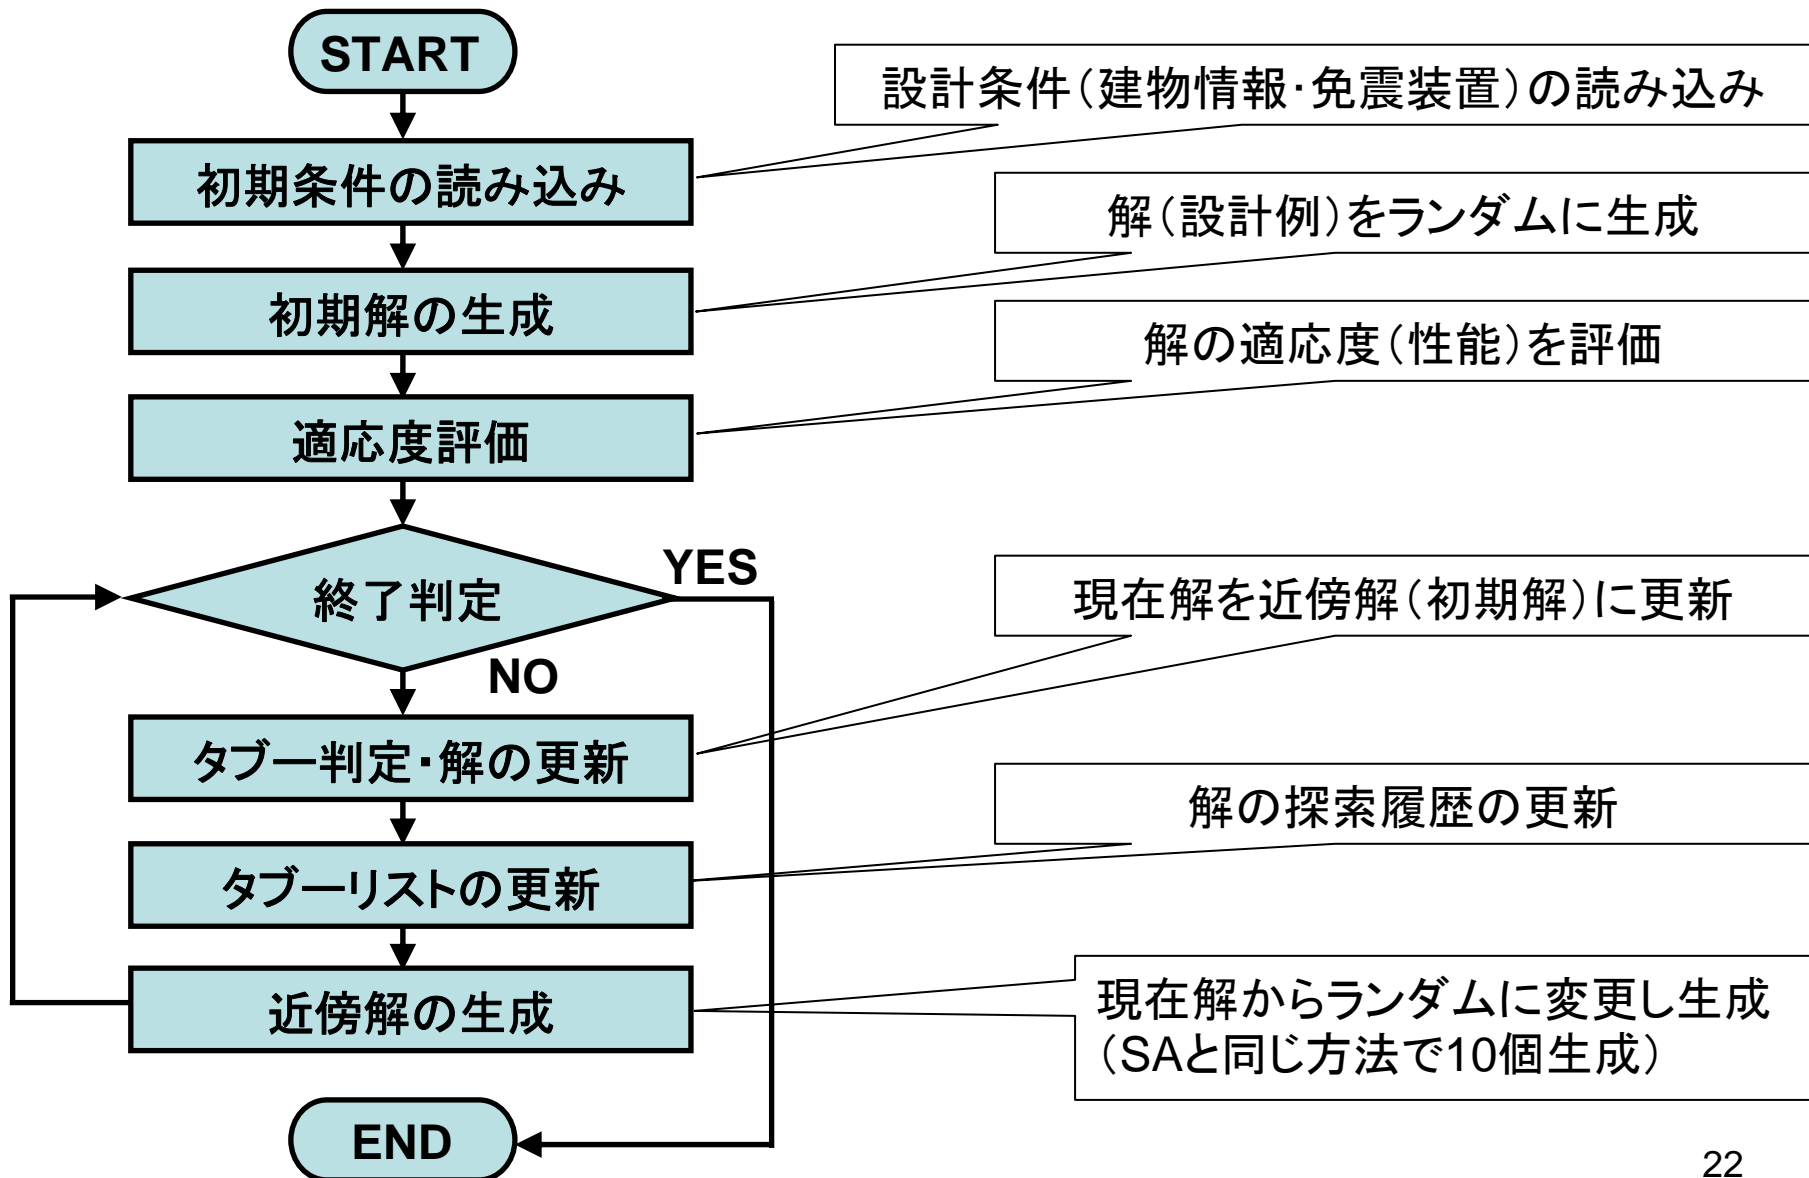 START
設計条件（建物情報・免震装置）の読み込み
初期条件の読み込み
解（設計例）をランダムに生成
初期解の生成
解の適応度（性能）を評価
適応度評価
終了判定
YES
NO
現在解を近傍解（初期解）に更新
タブー判定・解の更新
解の探索履歴の更新
タブーリストの更新
現在解からランダムに変更し生成
（SAと同じ方法で10個生成）
近傍解の生成
END
22